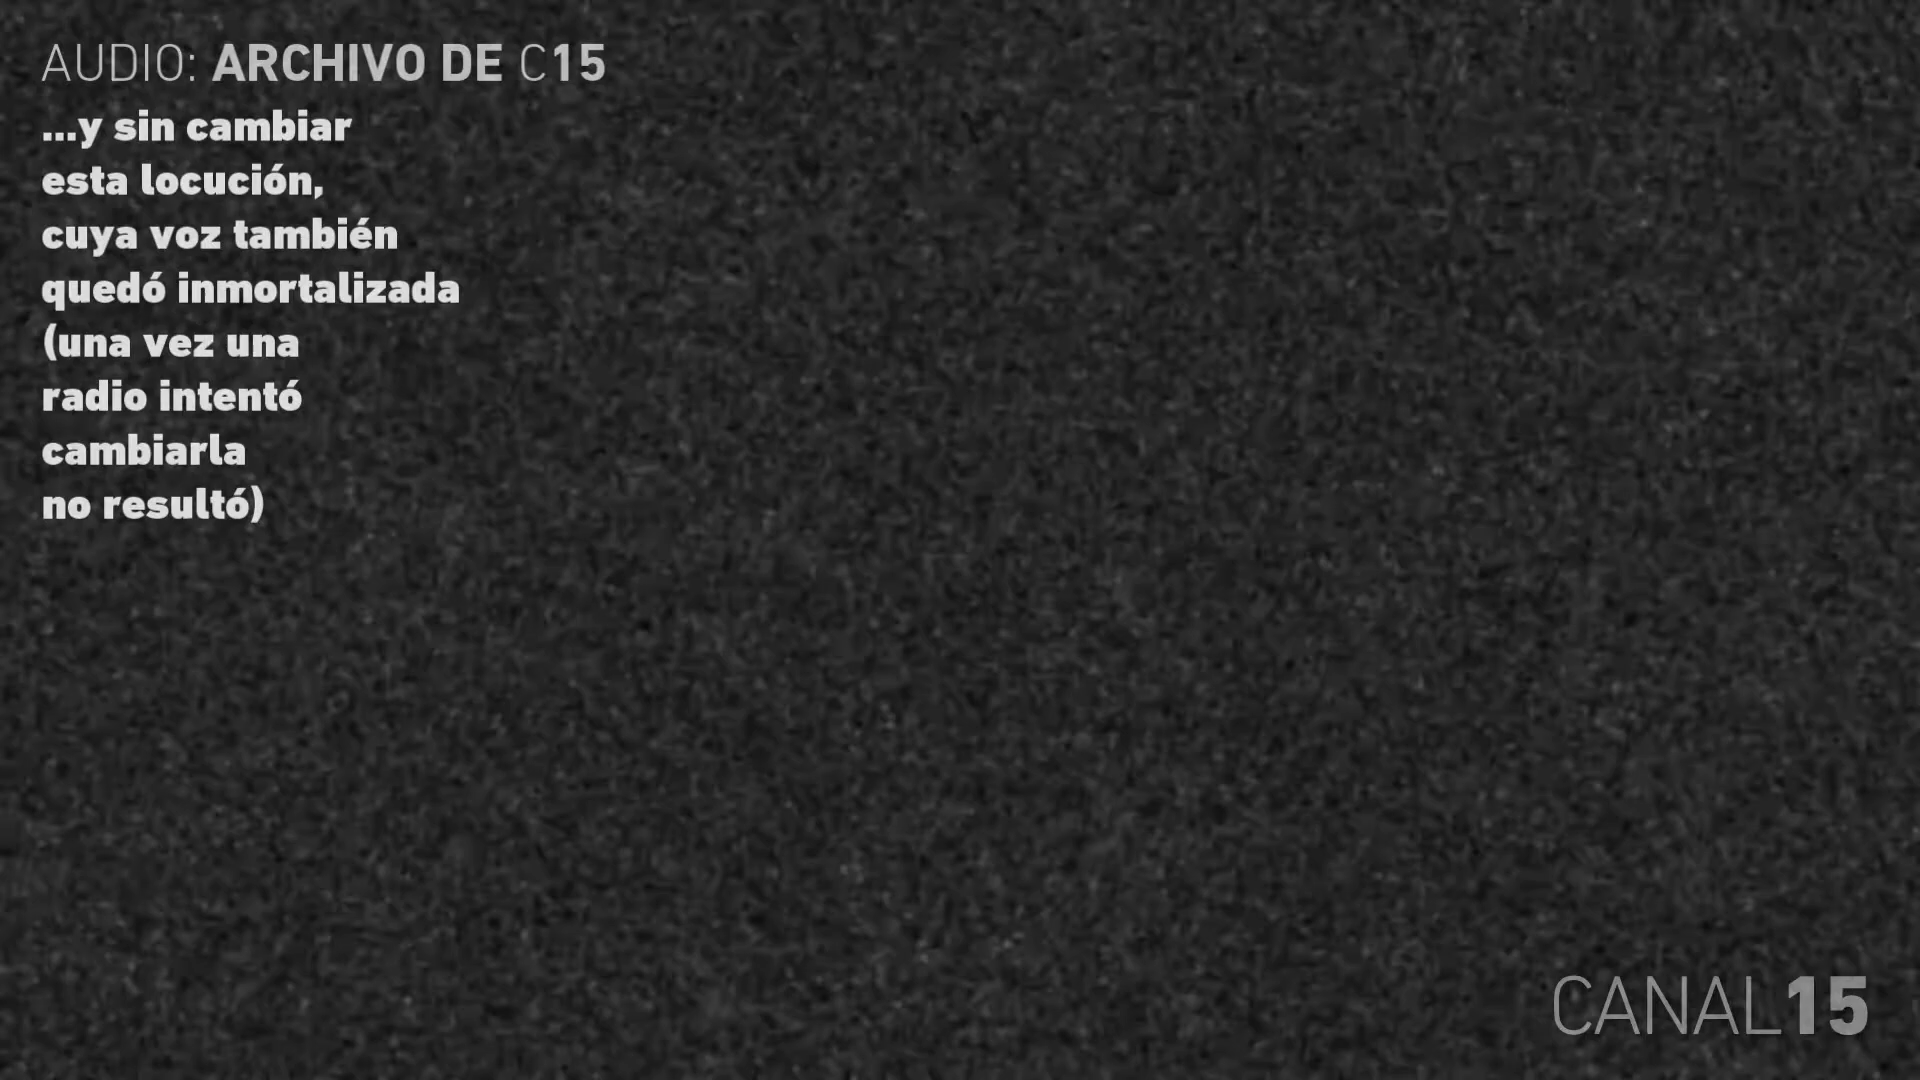 AUDIO: ARCHIVO DE C15
...y sin cambiar
esta locución,
cuya voz también
quedó inmortalizada
(una vez una
radio intentó
cambiarla
no resultó)
CANAL15